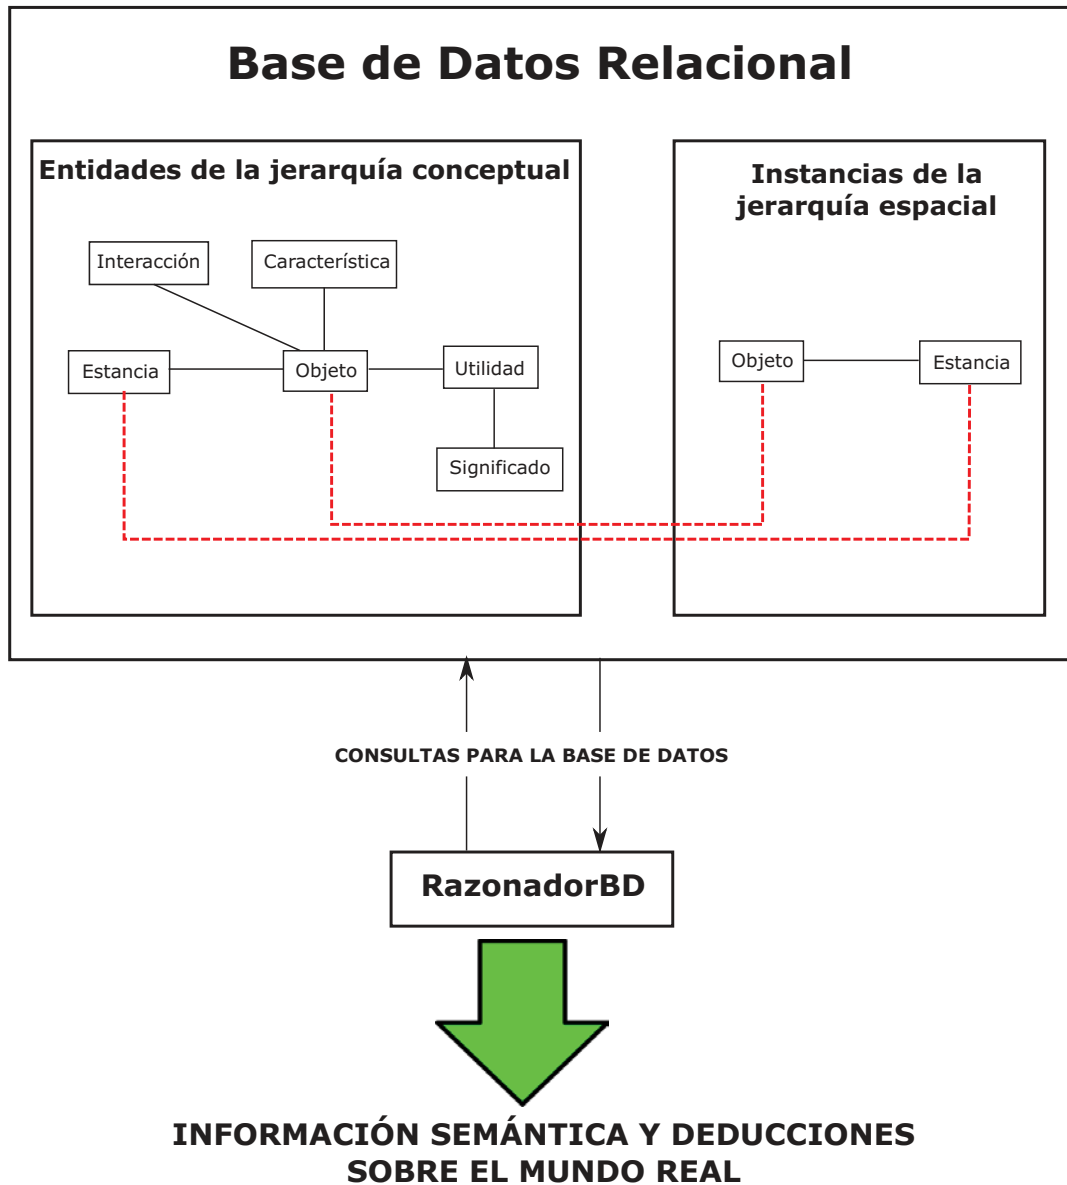 Base de Datos Relacional
Entidades de la jerarquía conceptual
Interacción
Característica
Estancia
Objeto
Utilidad
Significado
Instancias de la
jerarquía espacial
Objeto
Estancia
CONSULTAS PARA LA BASE DE DATOS
RazonadorBD
INFORMACIÓN SEMÁNTICA Y DEDUCCIONES
SOBRE EL MUNDO REAL